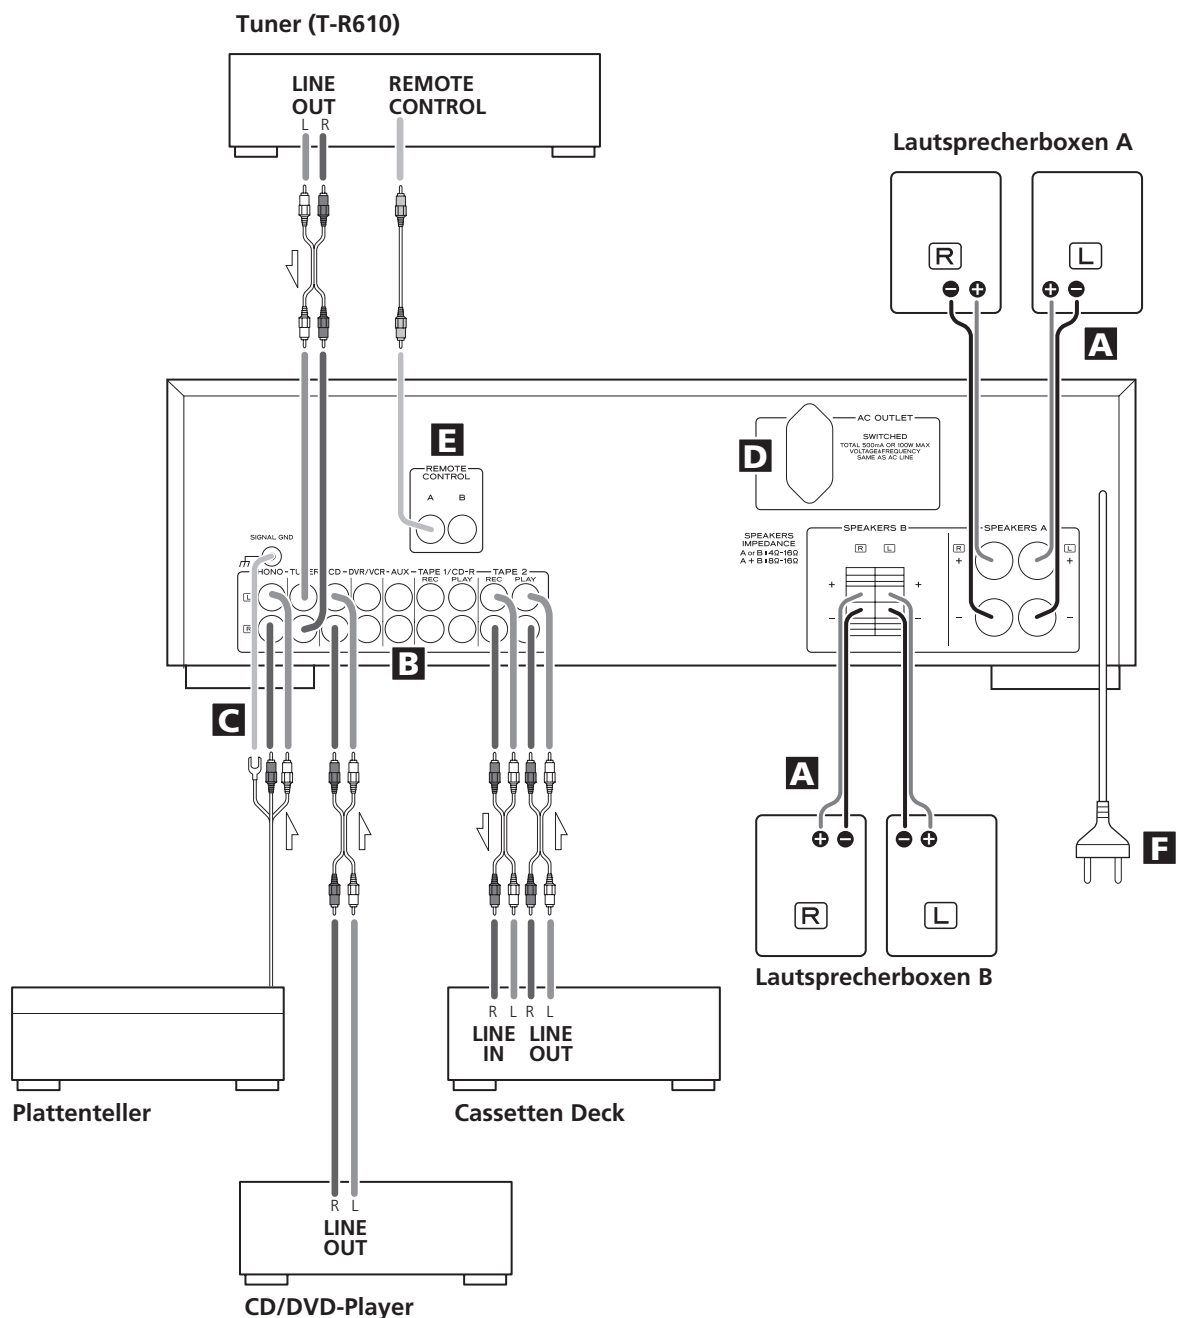 Tuner (T-R610)
LINE
OUT
L R
REMOTE
CONTROL
Lautsprecherboxen A
R
L
A
E
REMOTE
CONTROL
A B
D
AC OUTLET
SWITCHED
TOTAL 500mA OR 100W MAX
VOLTAGE&FREQUENCY
SAME AS AC LINE
SPEAKERS
IMPEDANCE
A or B : 4Ω-16Ω
A + B : 8Ω-16Ω
SPEAKERS B
R L
+ +
− −
SPEAKERS A
R L
+ +
− −
SIGNAL GND
HONO TUNER CD DVR/VCR AUX TAPE 1/CD-R TAPE 2
REC PLAY REC PLAY
L
R
B
C
A
F
R
L
Lautsprecherboxen B
R L R L
LINE
IN
LINE
OUT
Plattenteller
Cassetten Deck
R L
LINE
OUT
CD/DVD-Player